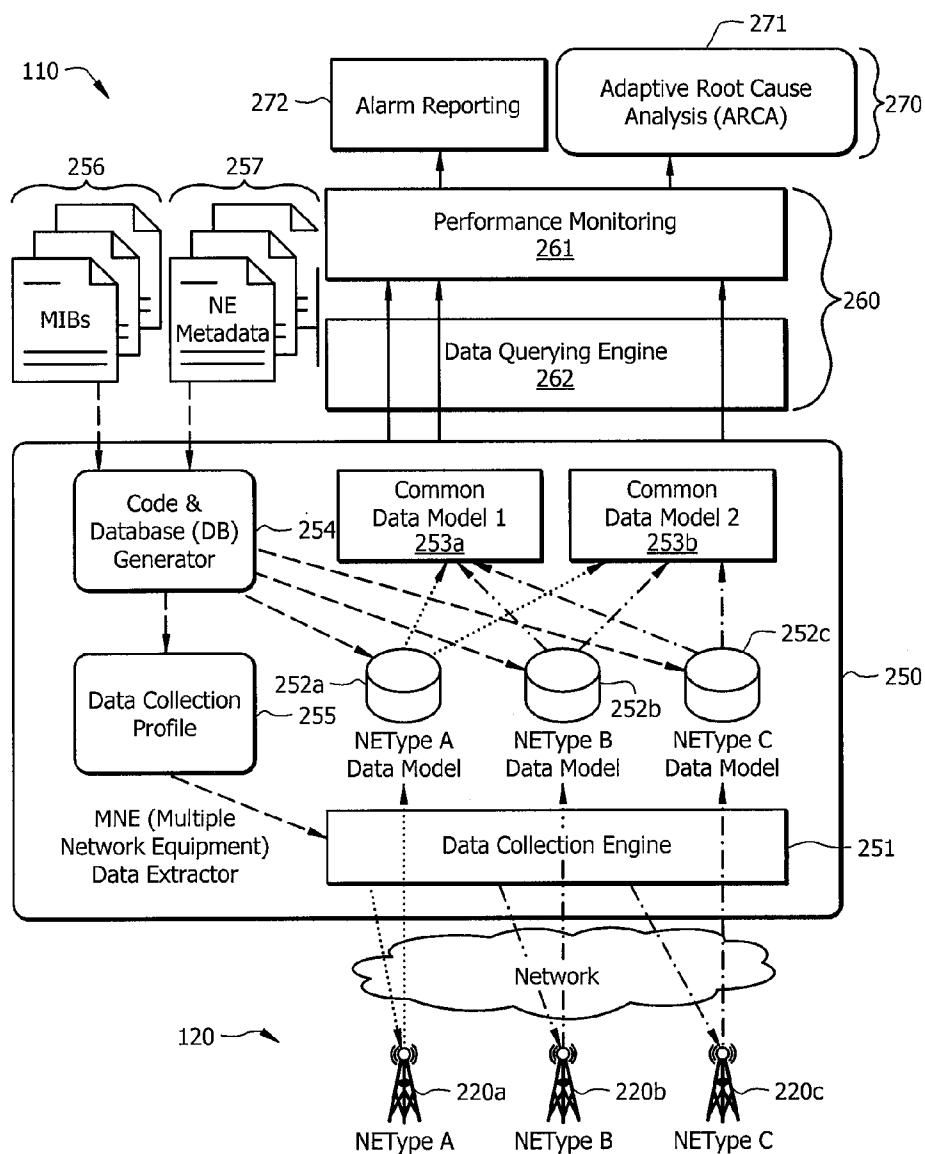 110
272
Alarm Reporting
271
Adaptive Root Cause
Analysis (ARCA)
270
256
257
MIBs
NE
Metadata
Performance Monitoring
261
Data Querying Engine
262
260
Code &
Database (DB)
Generator
254
Common
Data Model 1
253a
Common
Data Model 2
253b
Data Collection
Profile
255
252a
252b
252c
250
NEType A
Data Model
NEType B
Data Model
NEType C
Data Model
MNE (Multiple
Network Equipment)
Data Extractor
Data Collection Engine
251
Network
120
220a
220b
220c
NEType A
NEType B
NEType C